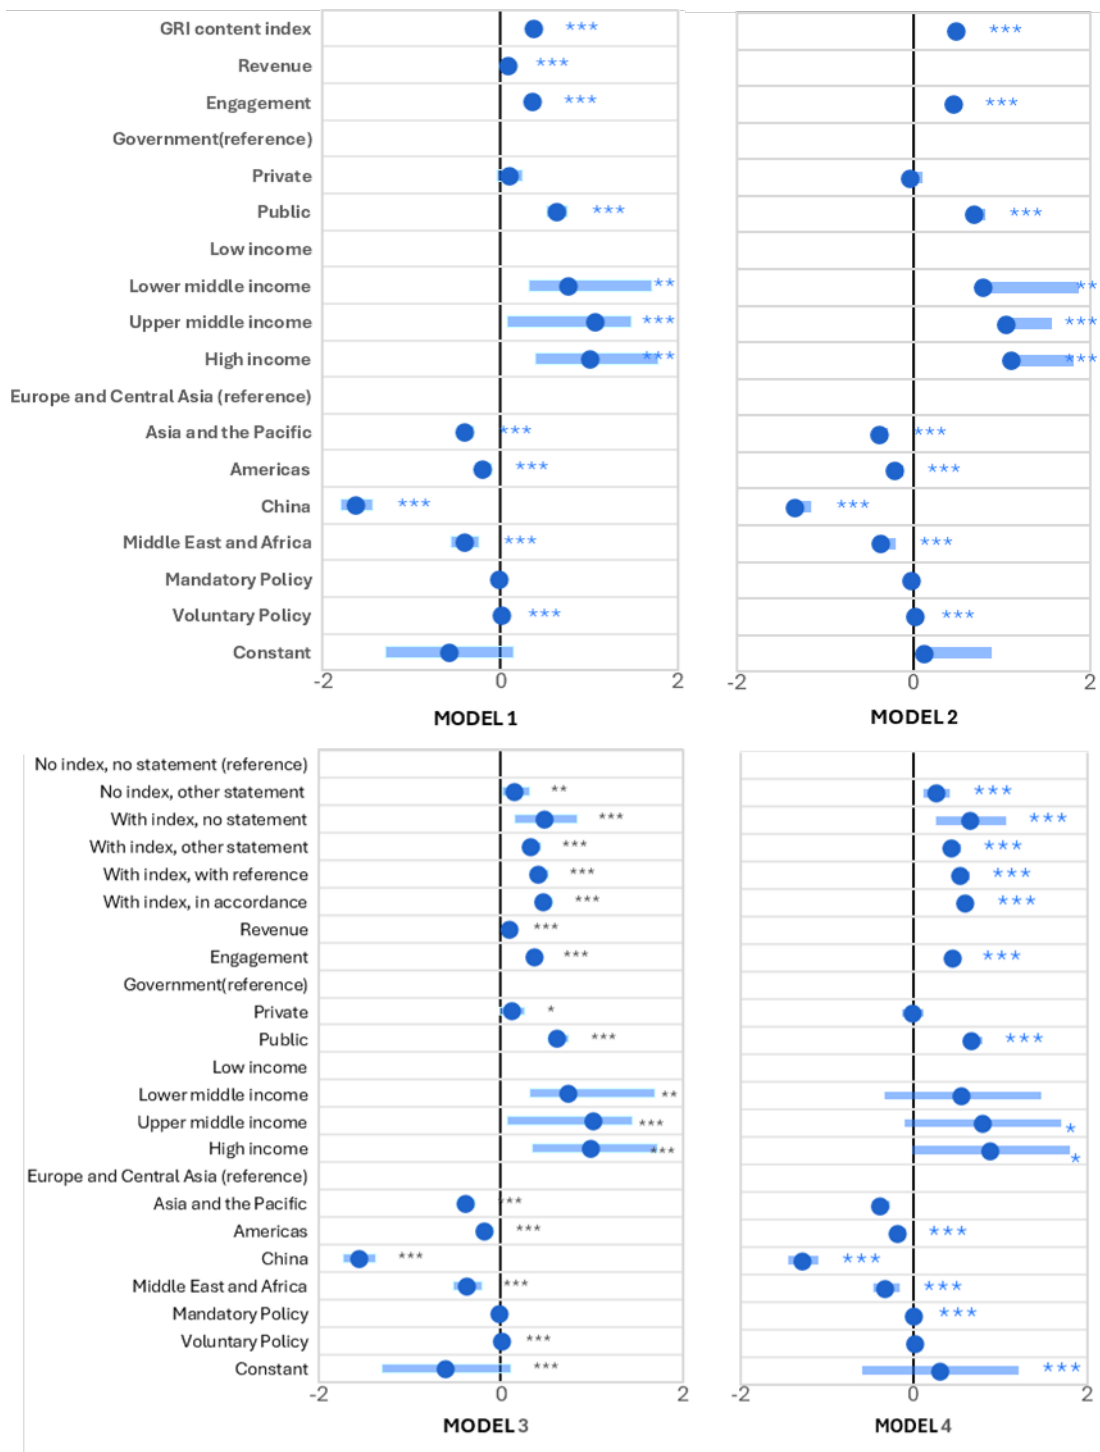 GRI content index *** ***
Revenue ***
Engagement *** ***
Government(reference)
Private
Public *** ***
Low income
Lower middle income ** **
Upper middle income *** ***
High income *** ***
Europe and Central Asia (reference)
Asia and the Pacific *** ***
Americas *** ***
China *** ***
Middle East and Africa *** ***
Mandatory Policy
Voluntary Policy *** ***
Constant
-2 0 2 -2 0 2
MODEL 1 MODEL 2
No index, no statement (reference)
No index, other statement ** ***
With index, no statement *** ***
With index, other statement *** ***
With index, with reference *** ***
With index, in accordance *** ***
Revenue ***
Engagement *** ***
Government(reference)
Private *
Public *** ***
Low income
Lower middle income **
Upper middle income *** *
High income *** *
Europe and Central Asia (reference)
Asia and the Pacific ***
Americas *** ***
China *** ***
Middle East and Africa *** ***
Mandatory Policy ***
Voluntary Policy ***
Constant *** ***
-2 0 2 -2 0 2
MODEL 3 MODEL 4